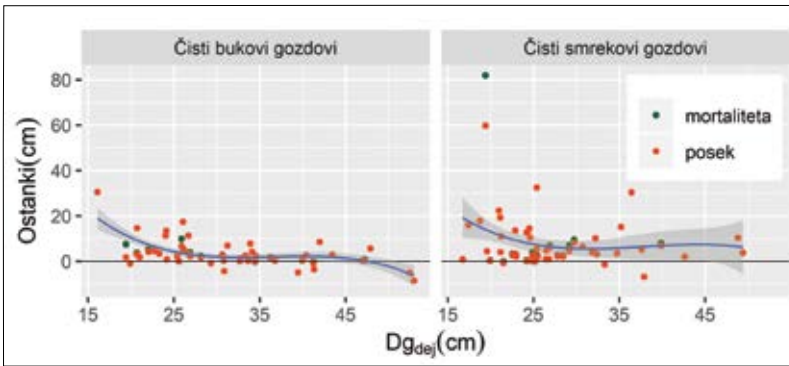 Čisti bukovi gozdovi
Čisti smrekovi gozdovi
Ostanki(cm)
80
60
40
20
0
mortaliteta
posek
15 25 35 45
15 25 35 45
Dgdej(cm)